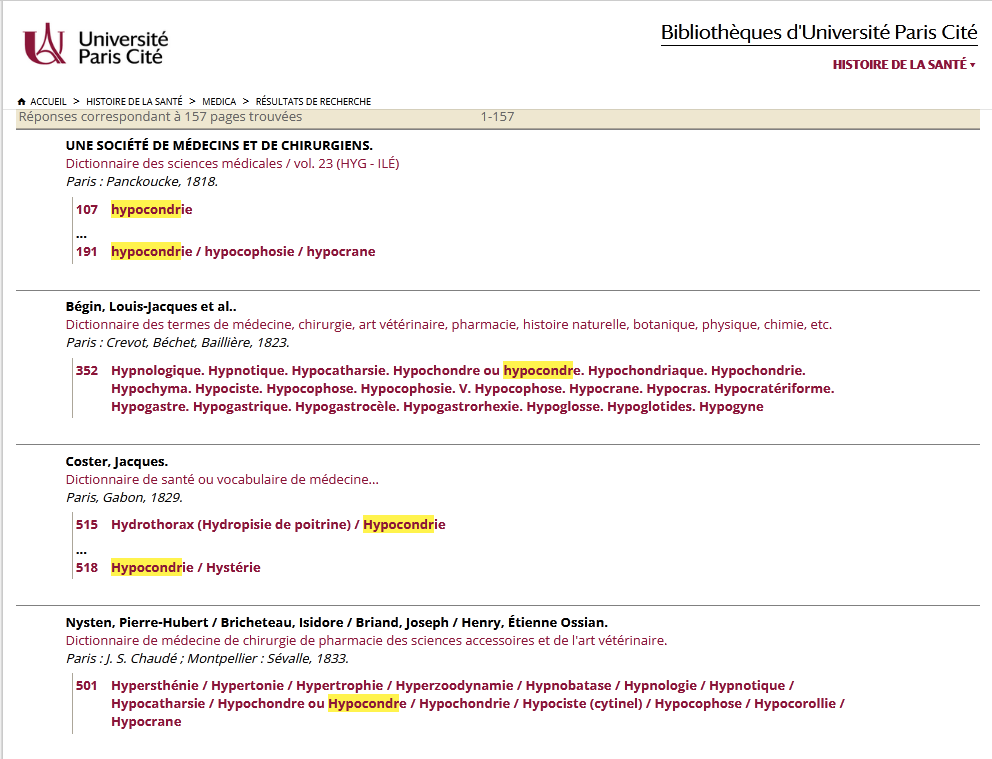 Université
Paris Cité
Bibliothèques d'Université Paris Cité
HISTOIRE DE LA SANTÉ
ACCUEIL > HISTOIRE DE LA SANTÉ > MEDICA > RÉSULTATS DE RECHERCHE
Réponses correspondant à 157 pages trouvées 1-157
UNE SOCIÉTÉ DE MÉDECINS ET DE CHIRURGIENS.
Dictionnaire des sciences médicales / vol. 23 (HYG - ILÉ)
Paris : Panckoucke, 1818.
107 hypocondrie
...
191 hypocondrie / hypocophosie / hypocrane
Bégin, Louis-Jacques et al..
Dictionnaire des termes de médecine, chirurgie, art vétérinaire, pharmacie, histoire naturelle, botanique, physique, chimie, etc.
Paris : Crevot, Béchet, Baillière, 1823.
352 Hypnologique. Hypnotique. Hypocatharsie. Hypochondre ou hypocondre. Hypochondriaque. Hypochondrie.
Hypochyma. Hypociste. Hypocophose. Hypocophosie. V. Hypocophose. Hypocrane. Hypocras. Hypocratériforme.
Hypogastre. Hypogastrique. Hypogastrocèle. Hypogastrorhexie. Hypoglosse. Hypoglotides. Hypogyne
Coster, Jacques.
Dictionnaire de santé ou vocabulaire de médecine...
Paris, Gabon, 1829.
515 Hydrothorax (Hydropisie de poitrine) / Hypocondrie
...
518 Hypocondrie / Hystérie
Nysten, Pierre-Hubert / Bricheteau, Isidore / Briand, Joseph / Henry, Étienne Ossian.
Dictionnaire de médecine de chirurgie de pharmacie des sciences accessoires et de l'art vétérinaire.
Paris : J. S. Chaudé ; Montpellier : Sévalle, 1833.
501 Hypersthénie / Hypertonie / Hypertrophie / Hyperzoodynamie / Hypnobatase / Hypnologie / Hypnotique /
Hypocatharsie / Hypochondre ou Hypocondre / Hypochondrie / Hypociste (cytinel) / Hypocophose / Hypocorollie /
Hypocrane